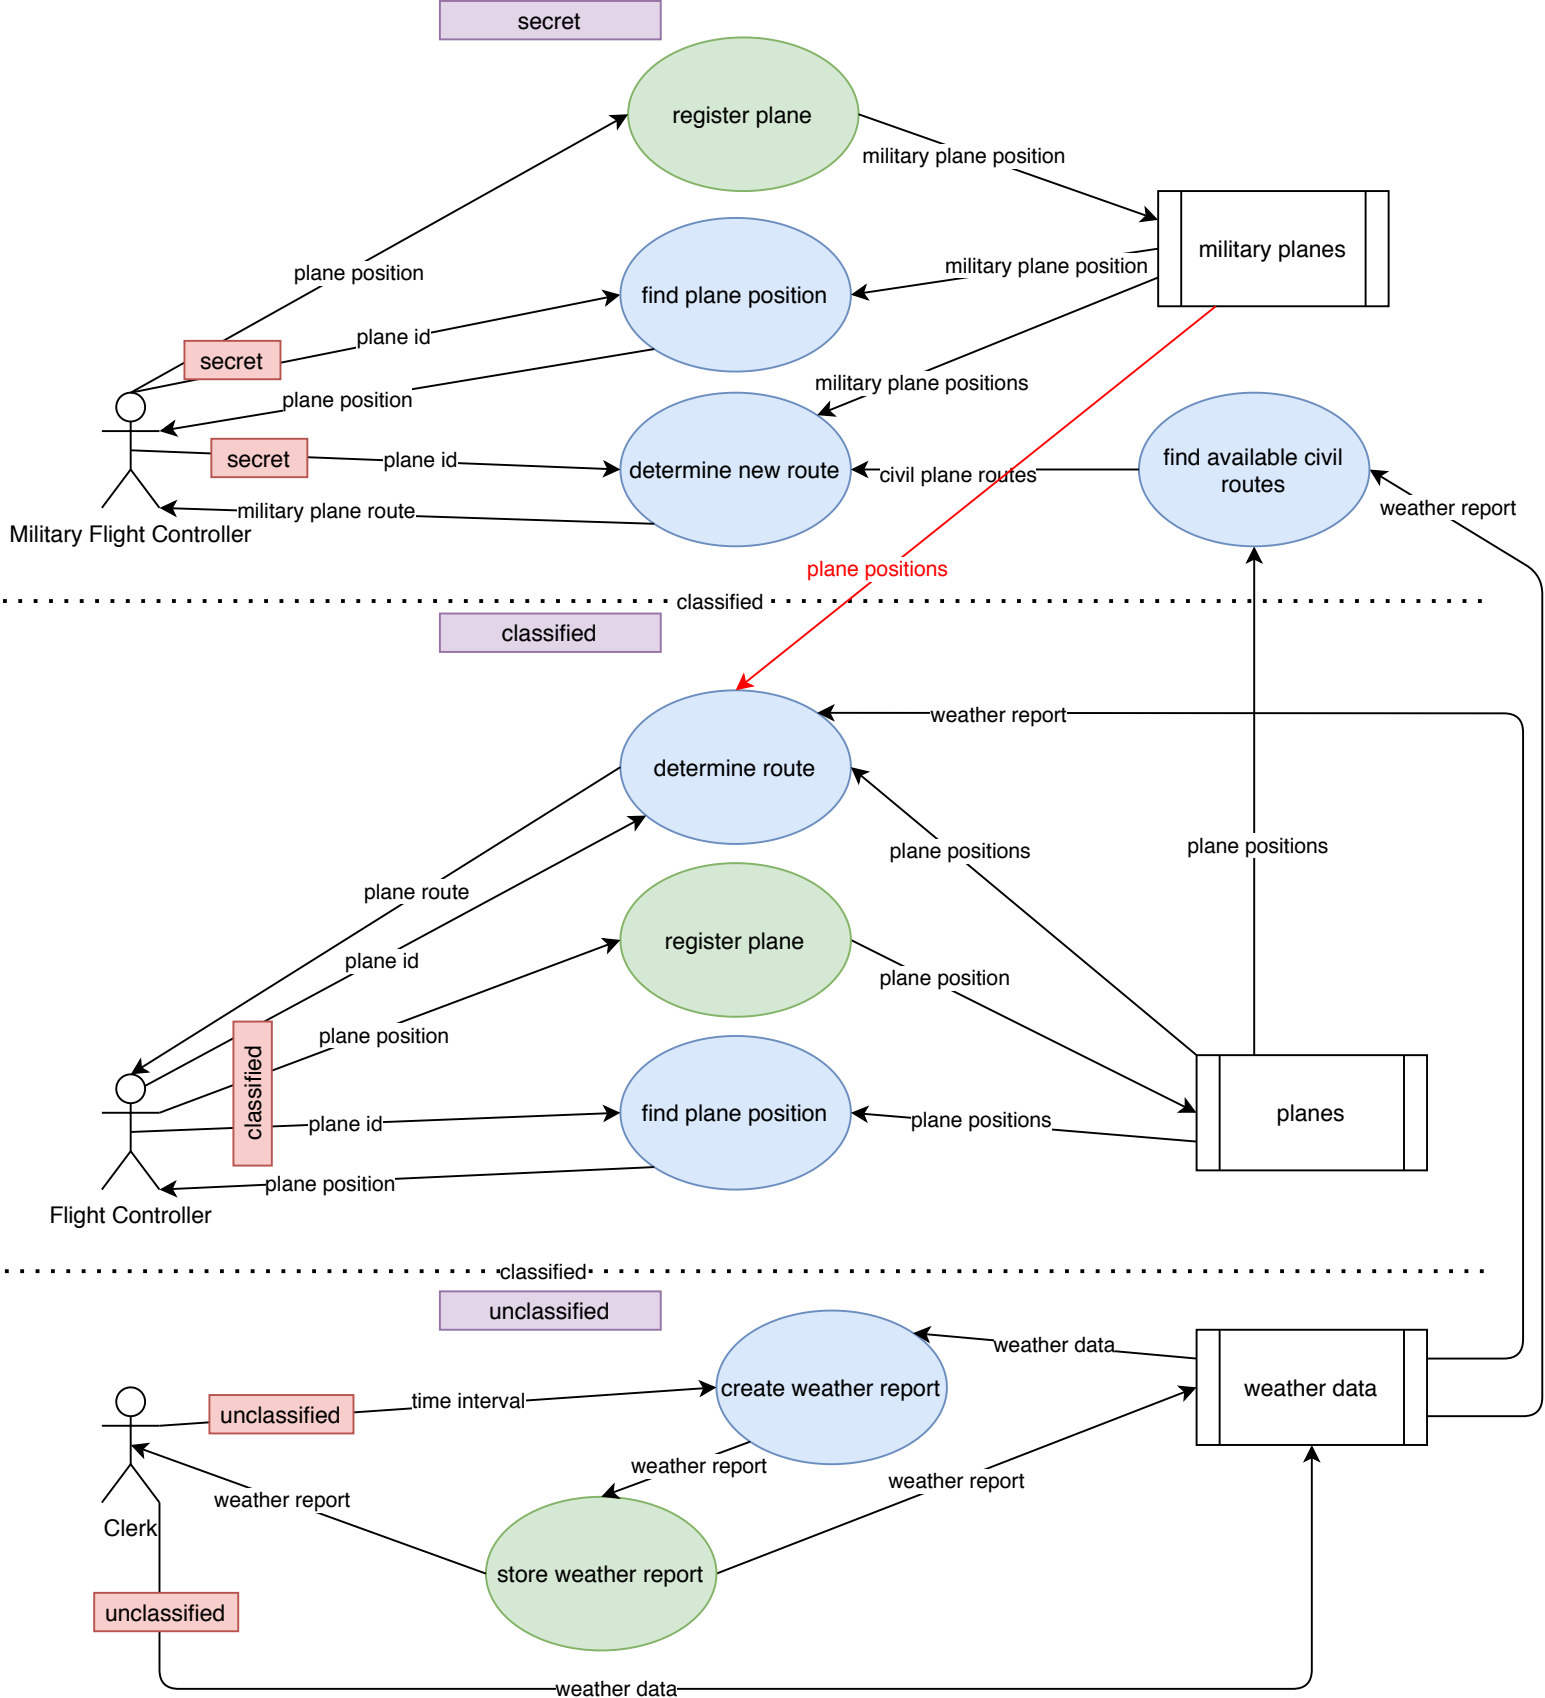 secret
register plane
military plane position
military planes
plane position
military plane position
find plane position
plane id
secret
military plane positions
plane position
secret
plane id
determine new route
civil plane routes
find available civil
routes
weather report
military plane route
Military Flight Controller
plane positions
classified
classified
weather report
determine route
plane positions
plane positions
plane route
register plane
plane id
plane position
plane position
classified
find plane position
plane positions
planes
plane id
plane position
Flight Controller
classified
unclassified
weather data
create weather report
weather data
time interval
unclassified
weather report
weather report
weather report
Clerk
store weather report
unclassified
weather data